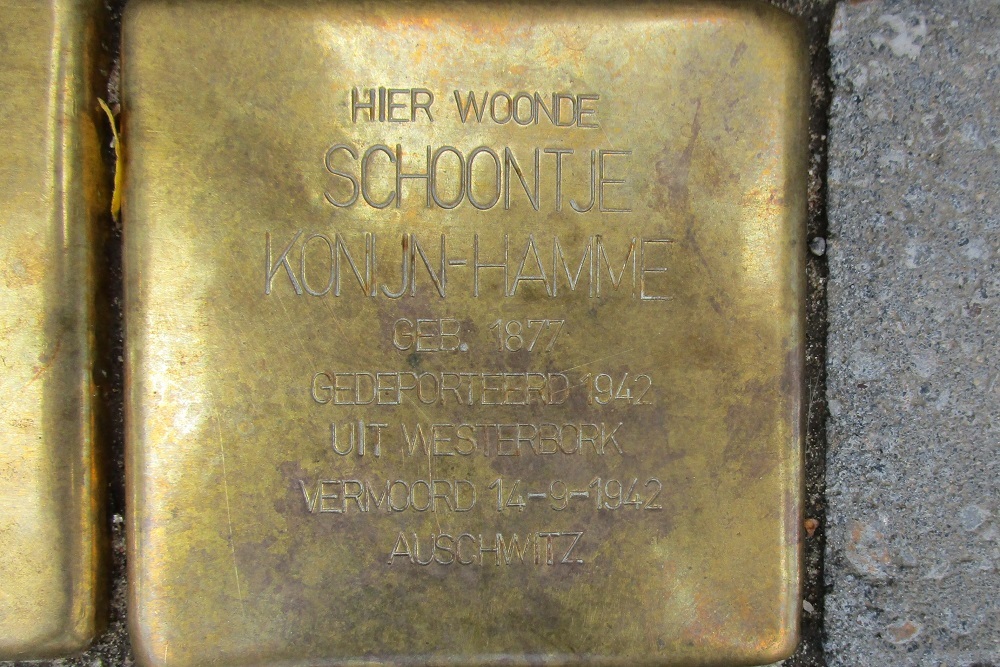 HIER WOONDE
SCHOONTJE
KONIJN-HAMME
GEB. 1877
GEDEPORTEERD 1942
UIT WESTERBORK
VERMOORD 14-9-1942
AUSCHWITZ